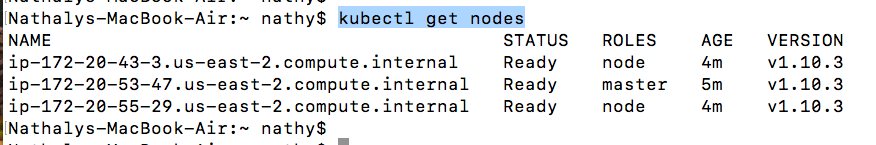 Nathalys-MacBook-Air:~ nathy$ kubectl get nodes
NAME STATUS ROLES AGE VERSION
ip-172-20-43-3.us-east-2.compute.internal Ready node 4m v1.10.3
ip-172-20-53-47.us-east-2.compute.internal Ready master 5m v1.10.3
ip-172-20-55-29.us-east-2.compute.internal Ready node 4m v1.10.3
Nathalys-MacBook-Air:~ nathy$